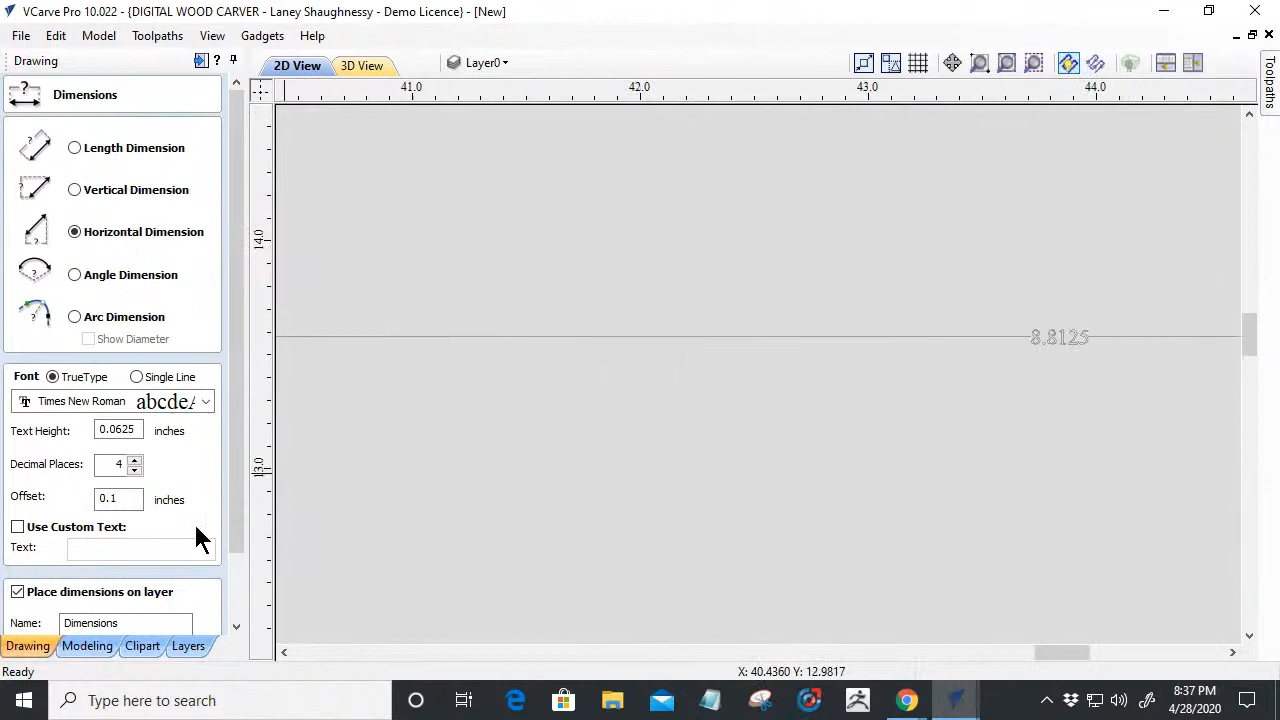 VCarve Pro 10.022 - {DIGITAL WOOD CARVER - Laney Shaughnessy - Demo Licence} - [New]
File Edit Model Toolpaths View Gadgets Help
Drawing
2D View 3D View Layer0
Toolpaths
Dimensions
41.0 42.0 43.0 44.0
Length Dimension
Vertical Dimension
Horizontal Dimension
14.0
Angle Dimension
Arc Dimension
Show Diameter
8.8125
Font TrueType Single Line
Times New Roman abcdeA
Text Height: 0.0625 inches
Decimal Places: 4
13.0
Offset: 0.1 inches
Use Custom Text:
Text:
Place dimensions on layer
Name: Dimensions
Drawing Modeling Clipart Layers
Ready X: 40.4360 Y: 12.9817
Type here to search
8:37 PM
4/28/2020